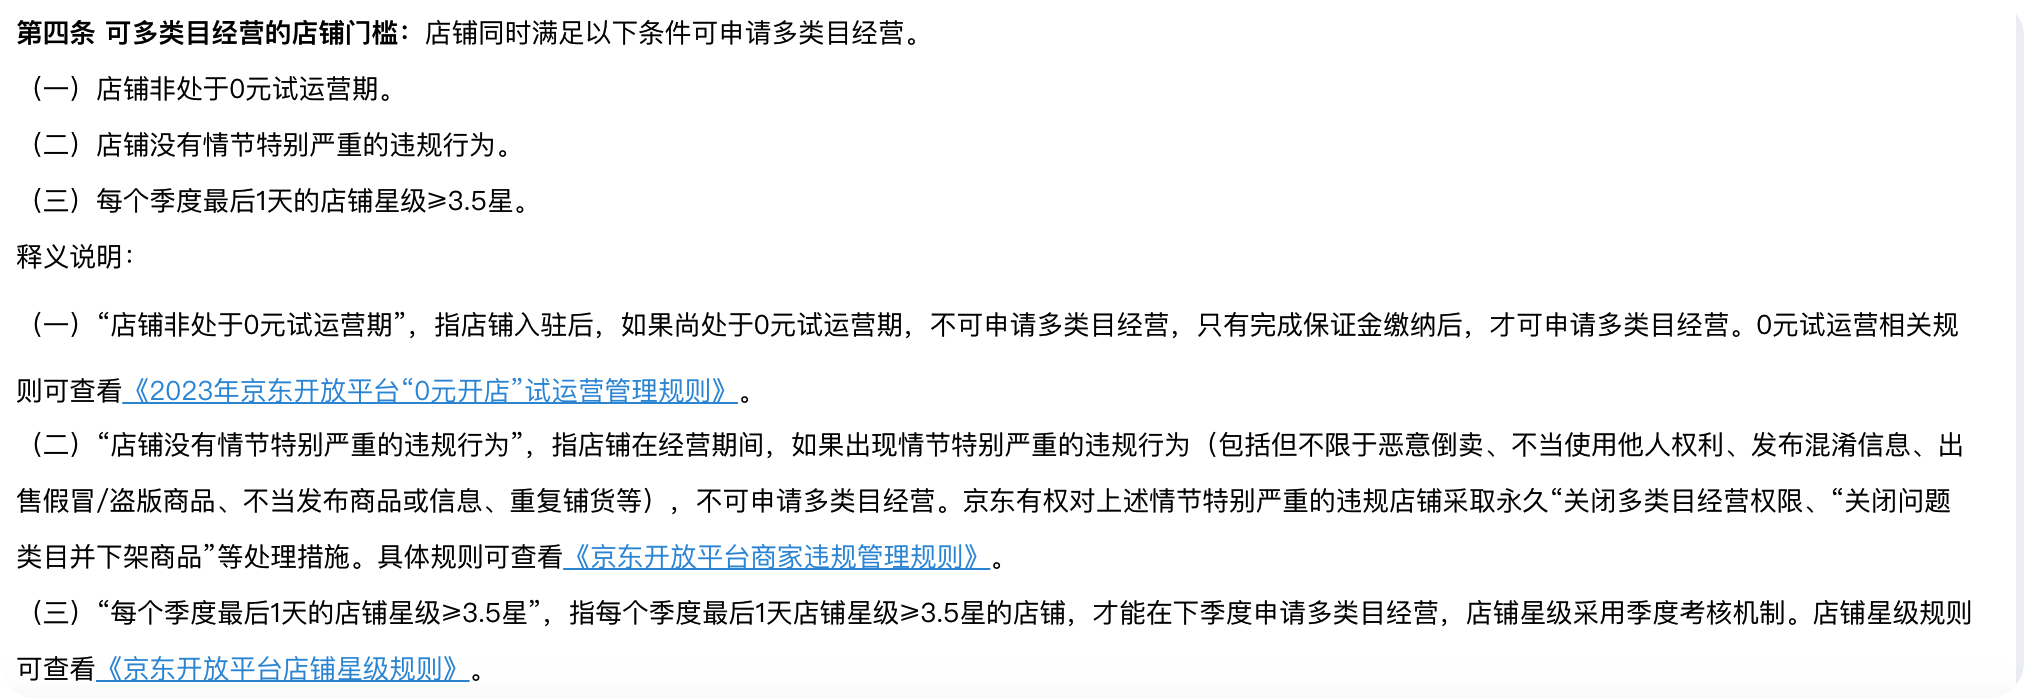 第四条 可多类目经营的店铺门槛：店铺同时满足以下条件可申请多类目经营。
（一）店铺非处于0元试运营期。
（二）店铺没有情节特别严重的违规行为。
（三）每个季度最后1天的店铺星级≥3.5星。
释义说明：
（一）“店铺非处于0元试运营期”，指店铺入驻后，如果尚处于0元试运营期，不可申请多类目经营，只有完成保证金缴纳后，才可申请多类目经营。0元试运营相关规
则可查看《2023年京东开放平台“0元开店”试运营管理规则》。
（二）“店铺没有情节特别严重的违规行为”，指店铺在经营期间，如果出现情节特别严重的违规行为（包括但不限于恶意倒卖、不当使用他人权利、发布混淆信息、出
售假冒/盗版商品、不当发布商品或信息、重复铺货等），不可申请多类目经营。京东有权对上述情节特别严重的违规店铺采取永久“关闭多类目经营权限、“关闭问题
类目并下架商品”等处理措施。具体规则可查看《京东开放平台商家违规管理规则》。
（三）“每个季度最后1天的店铺星级≥3.5星”，指每个季度最后1天店铺星级≥3.5星的店铺，才能在下季度申请多类目经营，店铺星级采用季度考核机制。店铺星级规则
可查看《京东开放平台店铺星级规则》。